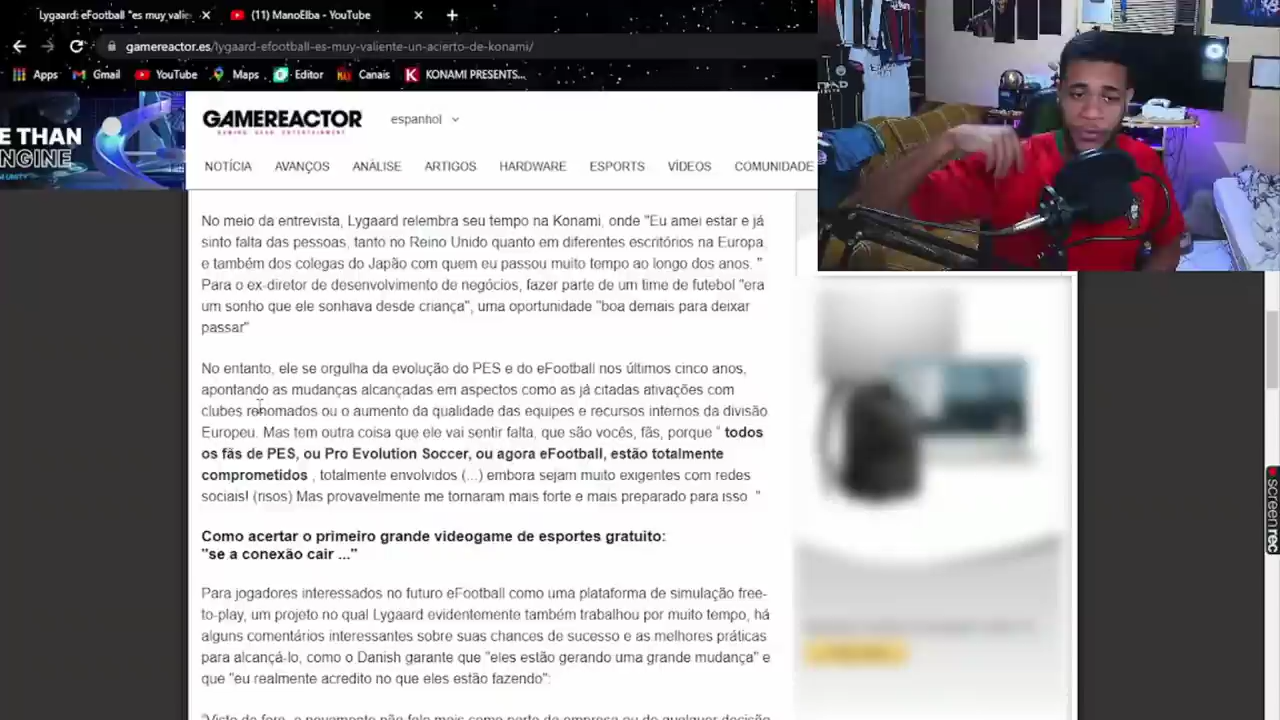 Lygaard: eFootball "es muy valie
(11) ManoElba - YouTube
gamereactor.es/lygaard-efootball-es-muy-valiente-un-acierto-de-konami/
Apps Gmail YouTube Maps Editor Canais KONAMI PRESENTS...
E THAN
NGINE
GAMEREACTOR
espanhol
NOTÍCIA AVANÇOS ANÁLISE ARTIGOS HARDWARE ESPORTS VÍDEOS COMUNIDADE
No meio da entrevista, Lygaard relembra seu tempo na Konami, onde "Eu amei estar e já
sinto falta das pessoas, tanto no Reino Unido quanto em diferentes escritórios na Europa
e também dos colegas do Japão com quem eu passou muito tempo ao longo dos anos. "
Para o ex-diretor de desenvolvimento de negócios, fazer parte de um time de futebol "era
um sonho que ele sonhava desde criança", uma oportunidade "boa demais para deixar
passar"
No entanto, ele se orgulha da evolução do PES e do eFootball nos últimos cinco anos,
apontando as mudanças alcançadas em aspectos como as já citadas ativações com
clubes renomados ou o aumento da qualidade das equipes e recursos internos da divisão
Europeu. Mas tem outra coisa que ele vai sentir falta, que são vocês, fãs, porque " todos
os fãs de PES, ou Pro Evolution Soccer, ou agora eFootball, estão totalmente
comprometidos , totalmente envolvidos (...) embora sejam muito exigentes com redes
sociais! (risos) Mas provavelmente me tornaram mais forte e mais preparado para isso "
Como acertar o primeiro grande videogame de esportes gratuito:
"se a conexão cair ..."
Para jogadores interessados no futuro eFootball como uma plataforma de simulação free-
to-play, um projeto no qual Lygaard evidentemente também trabalhou por muito tempo, há
alguns comentários interessantes sobre suas chances de sucesso e as melhores práticas
para alcançá-lo, como o Danish garante que "eles estão gerando uma grande mudança" e
que "eu realmente acredito no que eles estão fazendo":
screenrec